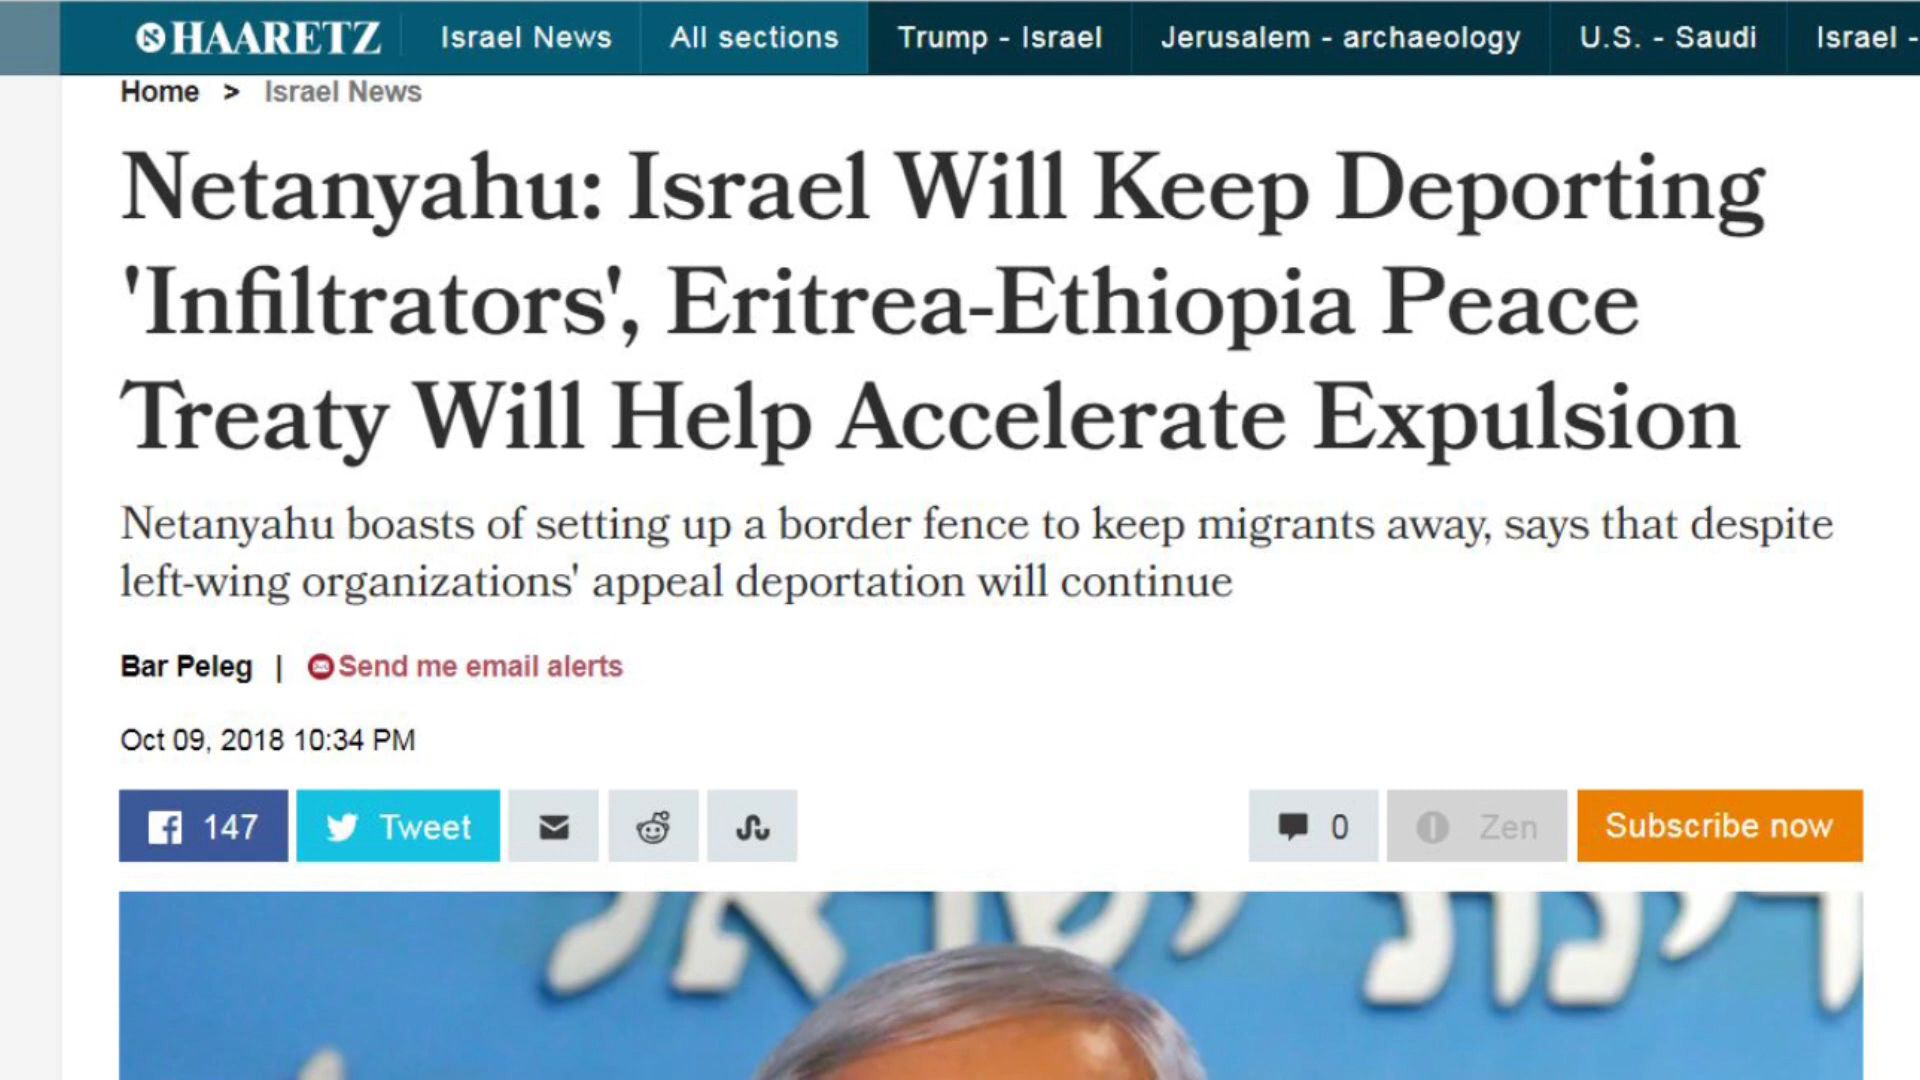 HAARETZ Israel News All sections Trump - Israel Jerusalem - archaeology U.S. - Saudi Israel -
Home > Israel News
Netanyahu: Israel Will Keep Deporting
'Infiltrators', Eritrea-Ethiopia Peace
Treaty Will Help Accelerate Expulsion
Netanyahu boasts of setting up a border fence to keep migrants away, says that despite
left-wing organizations' appeal deportation will continue
Bar Peleg | Send me email alerts
Oct 09, 2018 10:34 PM
147 Tweet 0 Zen Subscribe now